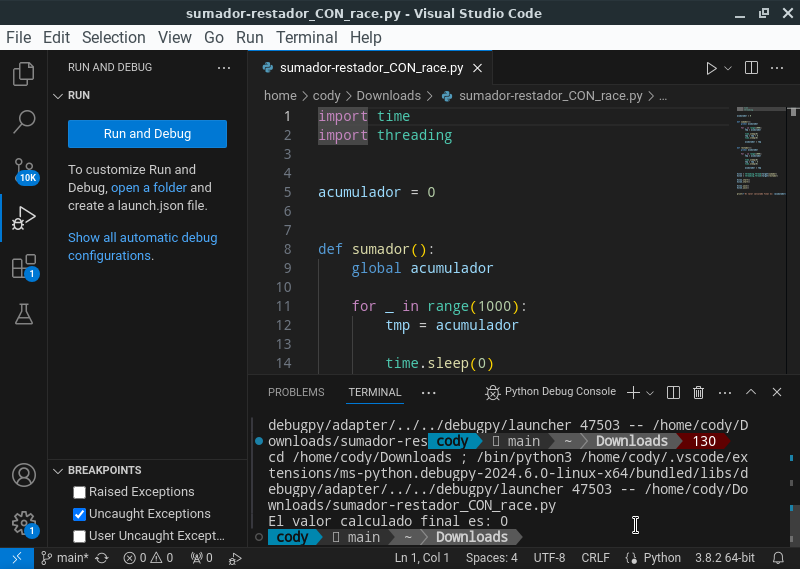 sumador-restador_CON_race.py - Visual Studio Code
File Edit Selection View Go Run Terminal Help
RUN AND DEBUG ···
RUN
Run and Debug
To customize Run and
Debug, open a folder and
create a launch.json file.
Show all automatic debug
configurations.
10K
1
1
BREAKPOINTS
Raised Exceptions
Uncaught Exceptions
User Uncaught Except...
sumador-restador_CON_race.py
home > cody > Downloads > sumador-restador_CON_race.py > ...
1 import time
2 import threading
3
4
5 acumulador = 0
6
7
8 def sumador():
9 global acumulador
10
11 for _ in range(1000):
12 tmp = acumulador
13
14 time.sleep(0)
PROBLEMS TERMINAL ··· Python Debug Console
debugpy/adapter/../../debugpy/launcher 47503 -- /home/cody/D
ownloads/sumador-res cody main ~ Downloads 130
cd /home/cody/Downloads ; /bin/python3 /home/cody/.vscode/ex
tensions/ms-python.debugpy-2024.6.0-linux-x64/bundled/libs/d
ebugpy/adapter/../../debugpy/launcher 47503 -- /home/cody/Do
wnloads/sumador-restador_CON_race.py
El valor calculado final es: 0
cody main ~ Downloads
main* 0 0 0 Ln 1, Col 1 Spaces: 4 UTF-8 CRLF Python 3.8.2 64-bit